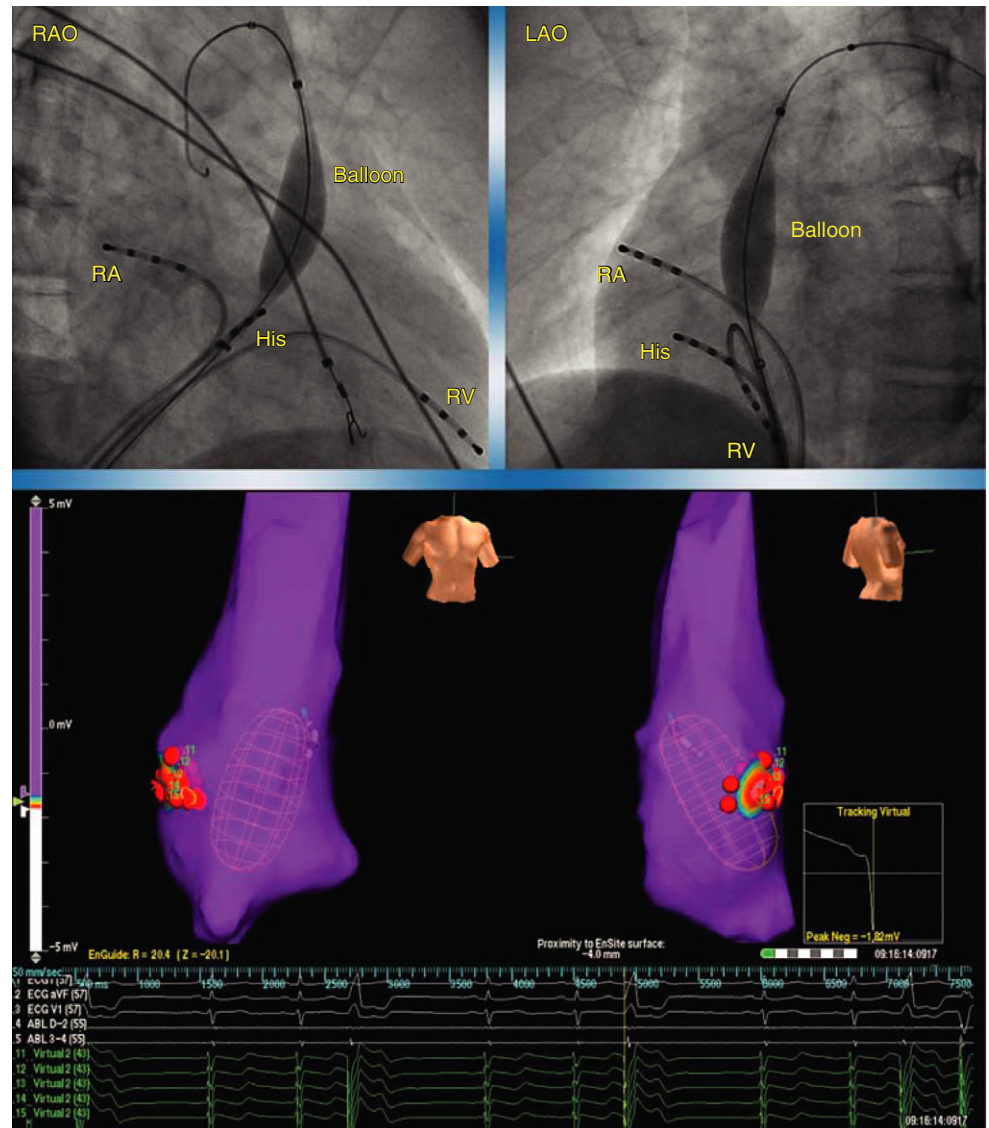 RAO
LAO
Balloon
Balloon
RA
RA
His
His
RV
RV
5 mV
0 mV
−5 mV
.11
.12
.11
.12
Tracking Virtual
Peak Neg = −1,82mV
EnGuide: R = 20.4 ( Z = −20.1)
Proximity to EnSite surface:
−4.0 mm
09:16:14:0917
50 mm/sec
500 ms 1000 1500 2000 2500 3000 3500 4000 4500 5000 5500 6000 6500 7000 7500
2 ECG aVF (57)
3 ECG V1 (57)
4 ABL D-2 (55)
5 ABL 3-4 (55)
11 Virtual 2 (43)
12 Virtual 2 (43)
13 Virtual 2 (43)
14 Virtual 2 (43)
15 Virtual 2 (43)
09:16:14:0917